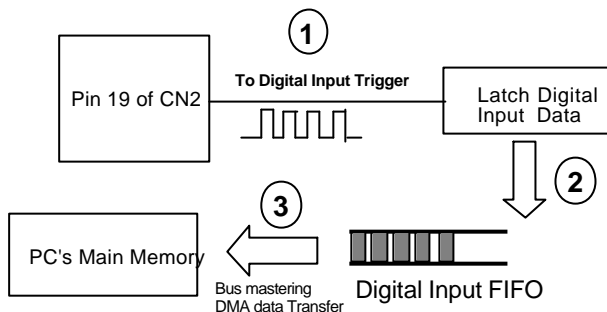 1
To Digital Input Trigger
Pin 19 of CN2
Latch Digital
Input Data
2
3
PC's Main Memory
Bus mastering
DMA data Transfer
Digital Input FIFO